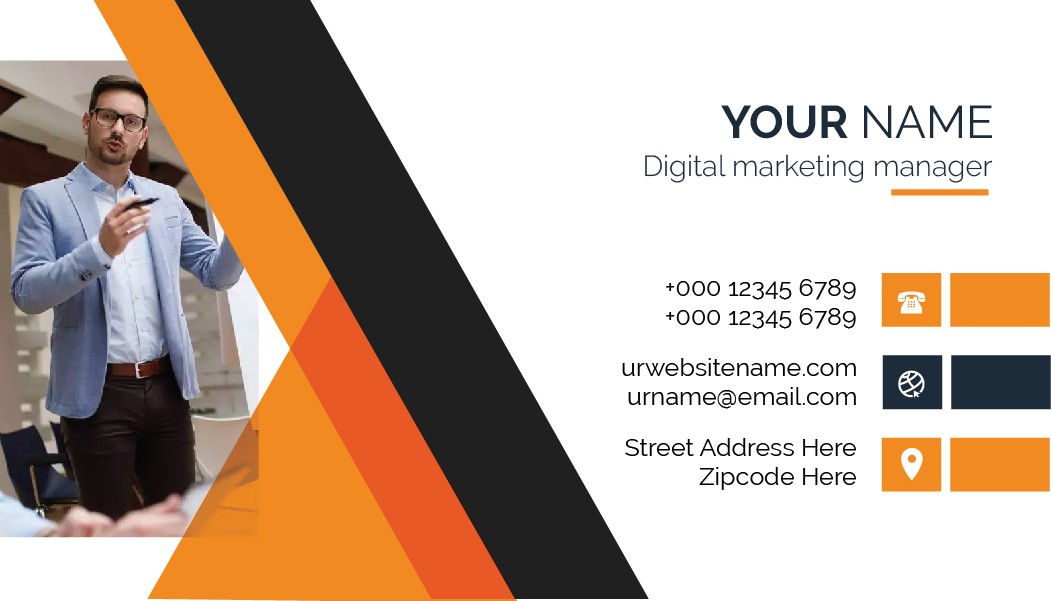 YOUR NAME
Digital marketing manager
+000 12345 6789
+000 12345 6789
urwebsitename.com
urname@email.com
Street Address Here
Zipcode Here